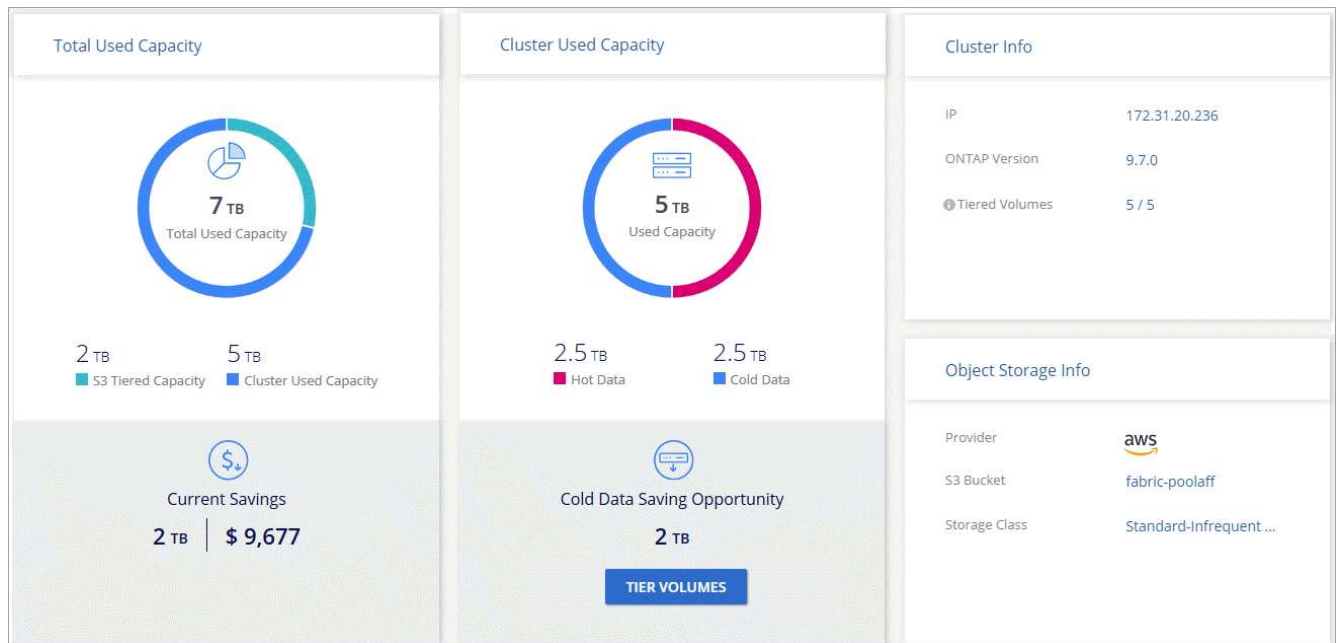 Total Used Capacity
7 TB
Total Used Capacity
2 TB
5 TB
S3 Tiered Capacity
Cluster Used Capacity
Current Savings
2 TB
$ 9,677
Cluster Used Capacity
5 TB
Used Capacity
2.5 TB
2.5 TB
Hot Data
Cold Data
Cold Data Saving Opportunity
2 TB
TIER VOLUMES
Cluster Info
IP
172.31.20.236
ONTAP Version
9.7.0
Tiered Volumes
5 / 5
Object Storage Info
Provider
aws
S3 Bucket
fabric-poolaff
Storage Class
Standard-Infrequent ...